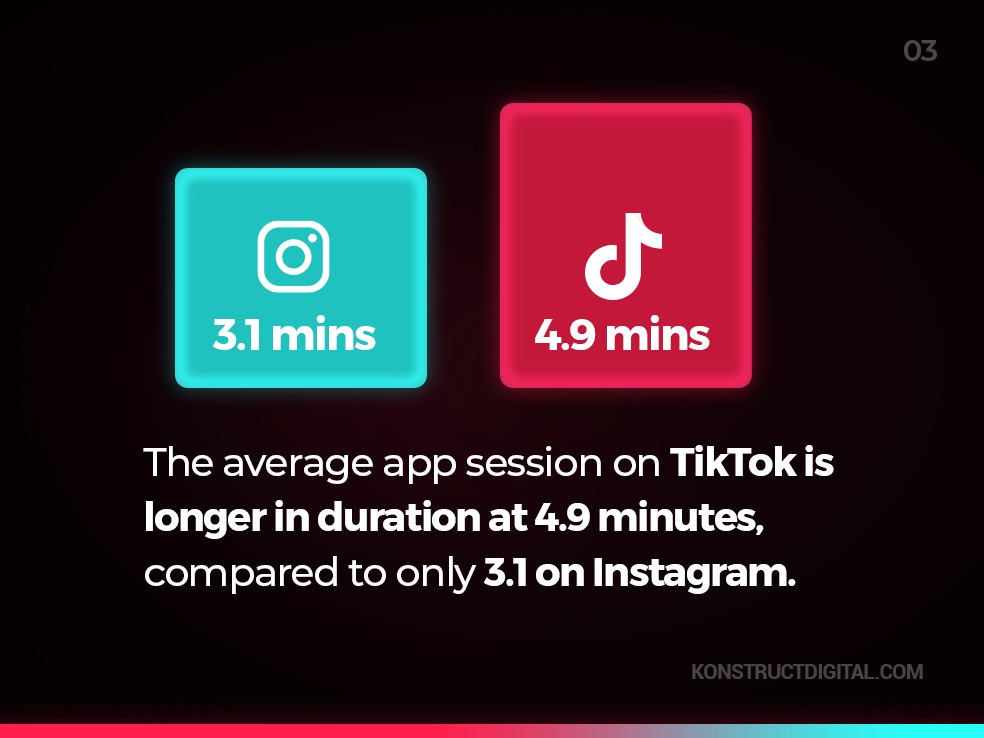 03
3.1 mins
4.9 mins
The average app session on TikTok is
longer in duration at 4.9 minutes,
compared to only 3.1 on Instagram.
KONSTRUCTDIGITAL.COM